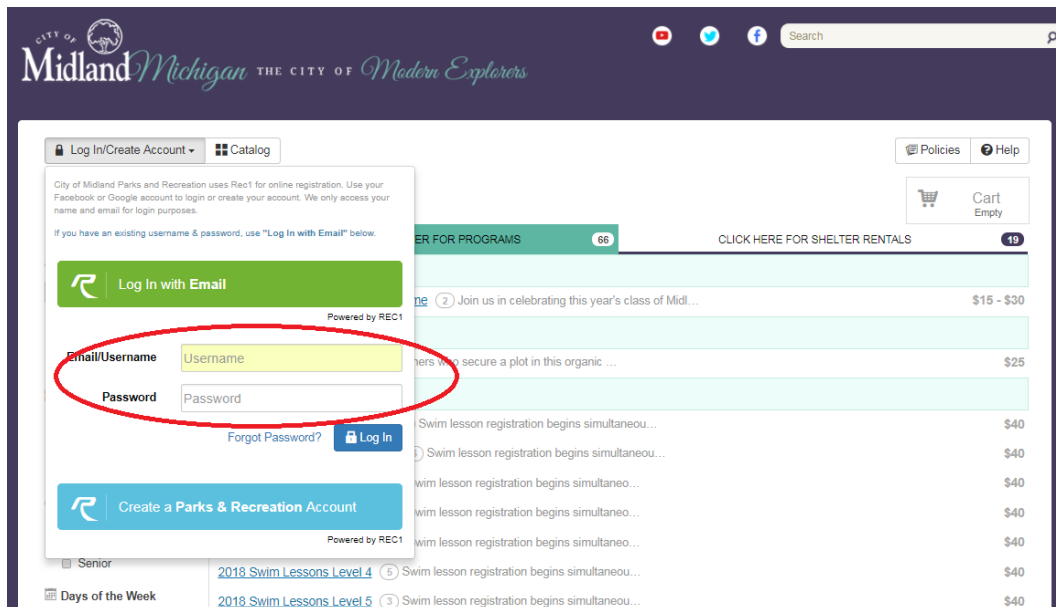 CITY OF
Midland Michigan THE CITY OF Modern Explorers
Search
Log In/Create Account
Catalog
Policies
Help
City of Midland Parks and Recreation uses Rec1 for online registration. Use your
Facebook or Google account to login or create your account. We only access your
name and email for login purposes.
If you have an existing username & password, use "Log In with Email" below.
Cart
Empty
ER FOR PROGRAMS 66
CLICK HERE FOR SHELTER RENTALS 19
Log In with Email
Powered by REC1
me 2 Join us in celebrating this year's class of Midl... $15 - $30
Email/Username Username
who secure a plot in this organic ... $25
Password Password
Swim lesson registration begins simultaneou... $40
Forgot Password? Log In
Swim lesson registration begins simultaneou... $40
wim lesson registration begins simultaneo... $40
Create a Parks & Recreation Account
wim lesson registration begins simultaneo... $40
Powered by REC1
wim lesson registration begins simultaneo... $40
Senior
2018 Swim Lessons Level 4 5 Swim lesson registration begins simultaneou... $40
Days of the Week
2018 Swim Lessons Level 5 3 Swim lesson registration begins simultaneou... $40